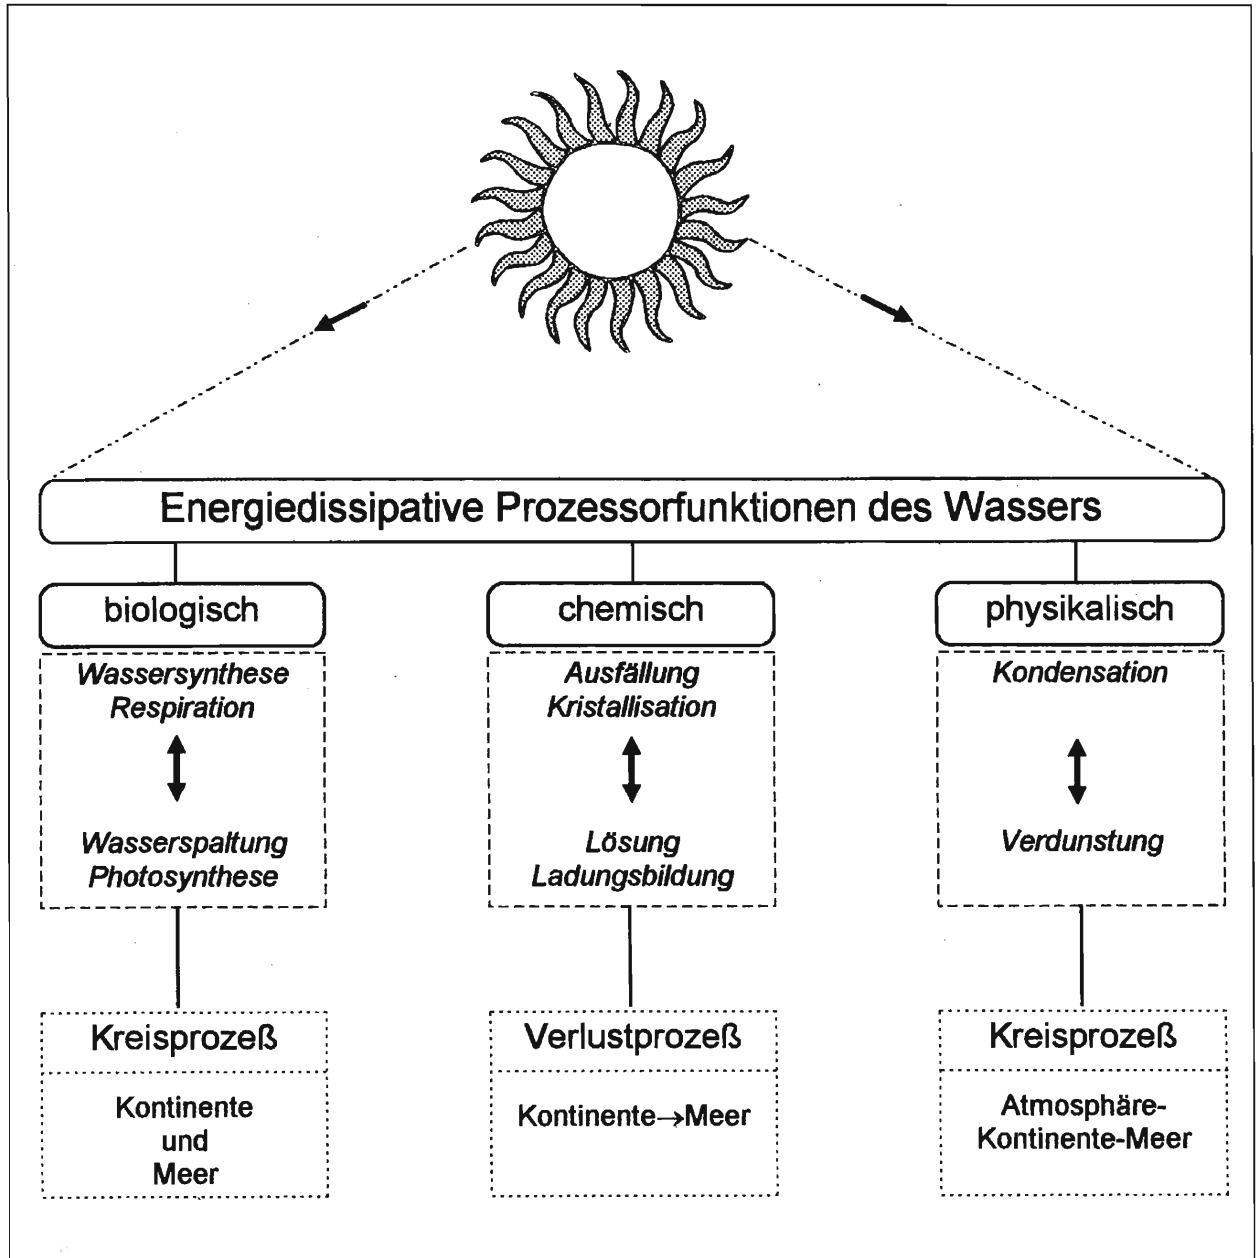 Energiedissipative Prozessorfunktionen des Wassers
biologisch
Wassersynthese
Respiration
Wasserspaltung
Photosynthese
Kreisprozeß
Kontinente
und
Meer
chemisch
Ausfällung
Kristallisation
Lösung
Ladungsbildung
Verlustprozeß
Kontinente→Meer
physikalisch
Kondensation
Verdunstung
Kreisprozeß
Atmosphäre-
Kontinente-Meer